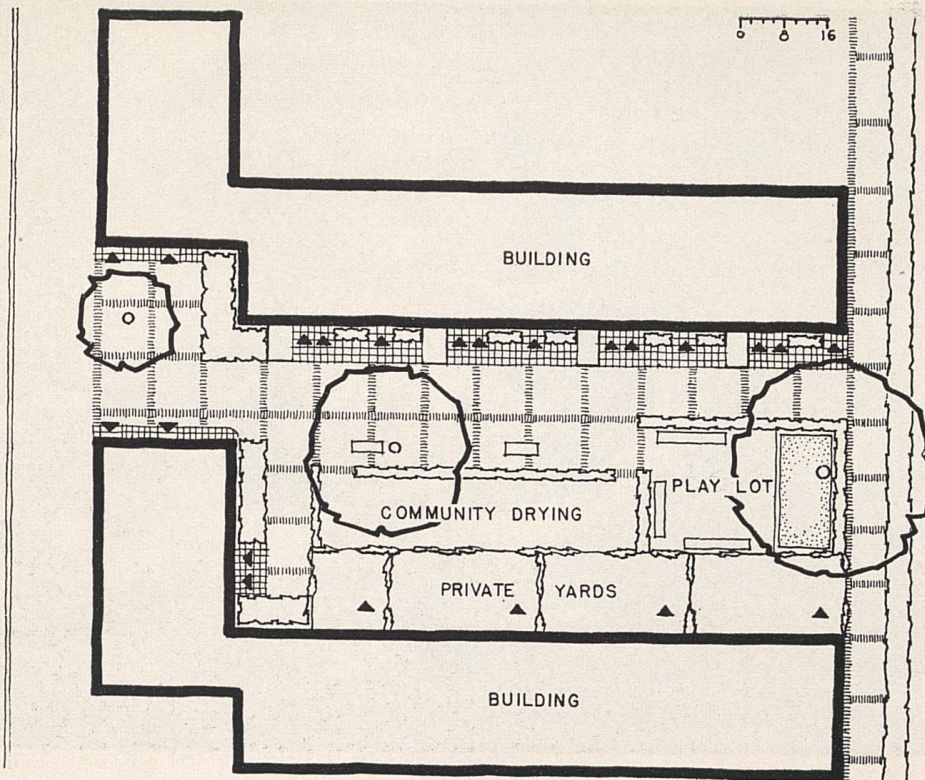 0 8 16
BUILDING
PLAY LOT
COMMUNITY DRYING
PRIVATE YARDS
BUILDING